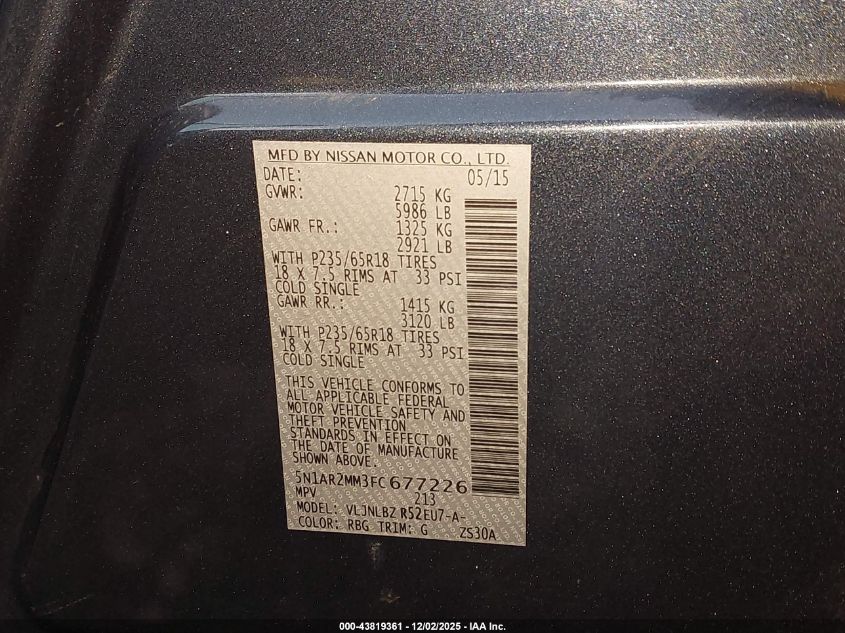 MFD BY NISSAN MOTOR CO., LTD.
DATE: 05/15
GVWR: 2715 KG
5986 LB
GAWR FR.: 1325 KG
2921 LB
WITH P235/65R18 TIRES
18 X 7.5 RIMS AT 33 PSI
COLD SINGLE
GAWR RR.: 1415 KG
3120 LB
WITH P235/65R18 TIRES
18 X 7.5 RIMS AT 33 PSI
COLD SINGLE
THIS VEHICLE CONFORMS TO
ALL APPLICABLE FEDERAL
MOTOR VEHICLE SAFETY AND
THEFT PREVENTION
STANDARDS IN EFFECT ON
THE DATE OF MANUFACTURE
SHOWN ABOVE.
5N1AR2MM3FC677226
MPV 213
MODEL: VLJNLBZ R52EU7-A-
COLOR: RBG TRIM: G ZS30A
000-43819361 - 12/02/2025 - IAA Inc.